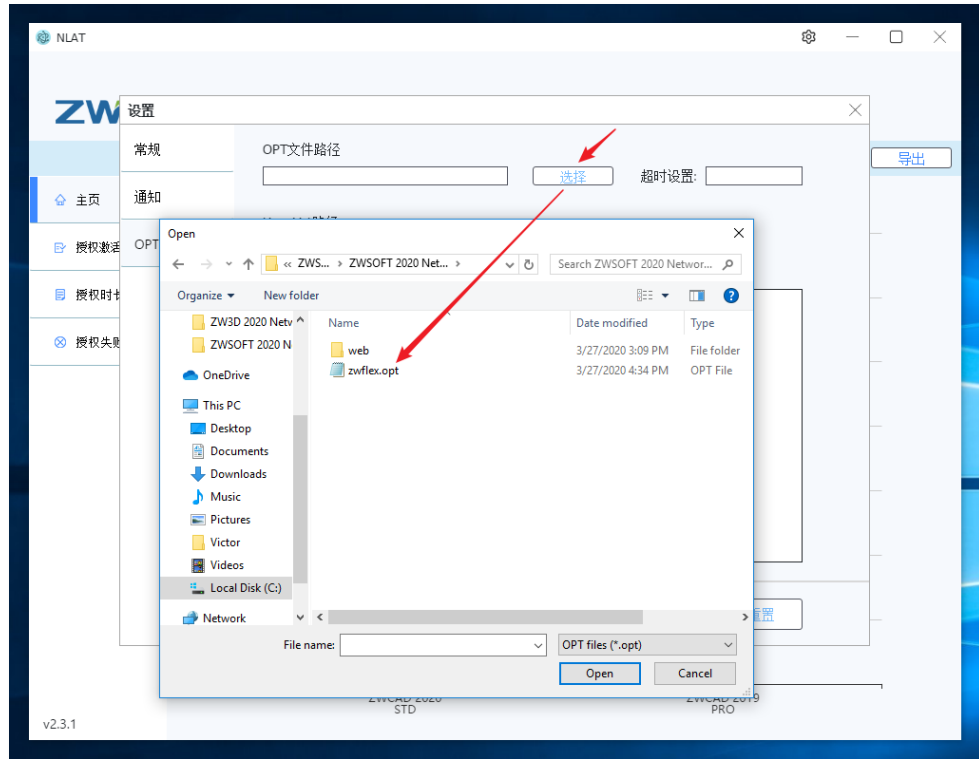 NLAT
ZW
设置
常规
OPT文件路径
导出
选择
超时设置:
主页
通知
Open
授权激活
OPT
« ZWS... › ZWSOFT 2020 Net... ›
Search ZWSOFT 2020 Networ...
Organize
New folder
授权时长
ZW3D 2020 Netw
Name
Date modified
Type
授权失败
ZWSOFT 2020 N
web
3/27/2020 3:09 PM
File folder
OneDrive
zwflex.opt
3/27/2020 4:34 PM
OPT File
This PC
Desktop
Documents
Downloads
Music
Pictures
Victor
Videos
Local Disk (C:)
Network
重置
File name:
OPT files (*.opt)
Open
Cancel
ZWCAD 2020
STD
ZWCAD 2019
PRO
v2.3.1